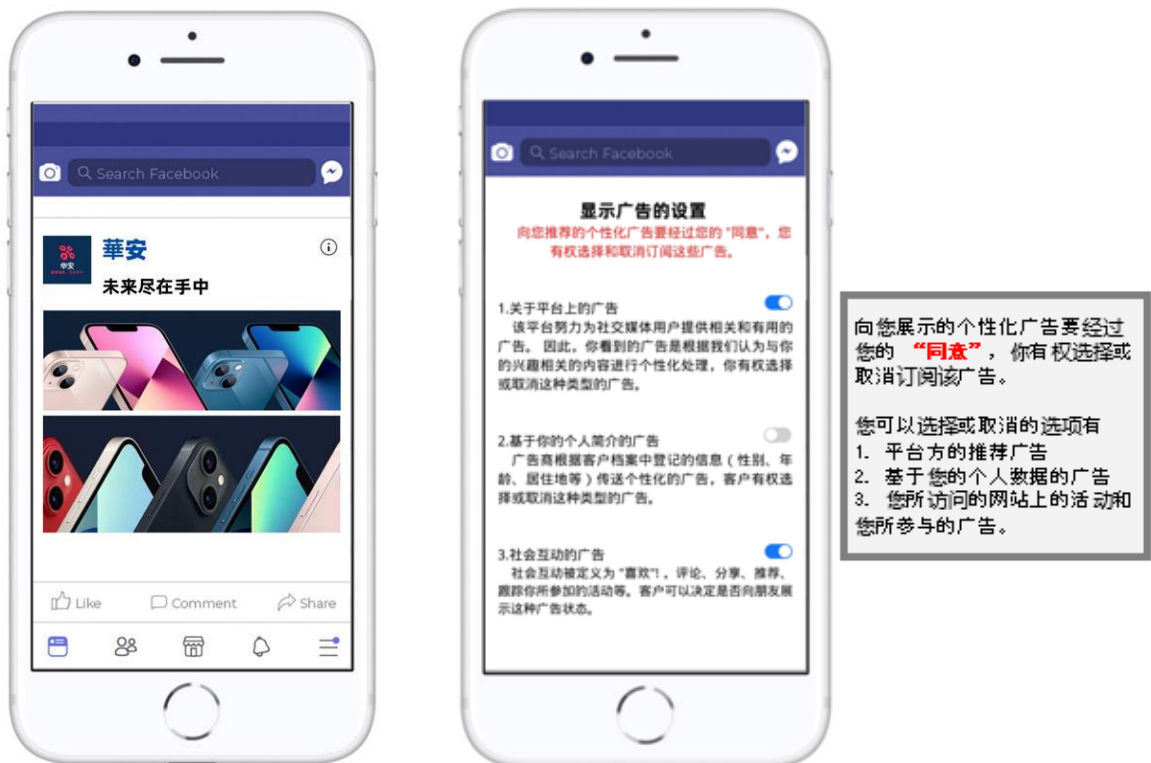 Search Facebook
華安
华安
未来尽在手中
Like
Comment
Share
Search Facebook
显示广告的设置
向您推荐的个性化广告要经过您的 "同意"，您
有权选择和取消订阅这些广告。
1.关于平台上的广告
该平台努力为社交媒体用户提供相关和有用的
广告。 因此，你看到的广告是根据我们认为与你
的兴趣相关的内容进行个性化处理，你有权选择
或取消这种类型的广告。
2.基于你的个人简介的广告
广告商根据客户档案中登记的信息（性别、年
龄、居住地等）传送个性化的广告，客户有权选
择或取消这种类型的广告。
3.社会互动的广告
社会互动被定义为 "喜欢"!，评论、分享、推荐、
跟踪你所参加的活动等。客户可以决定是否向朋友展
示这种广告状态。
向您展示的个性化广告要经过
您的 “同意”，你有权选择或
取消订阅该广告。
您可以选择或取消的选项有
1. 平台方的推荐广告
2. 基于您的个人数据的广告
3. 您所访问的网站上的活动和
您所参与的广告。